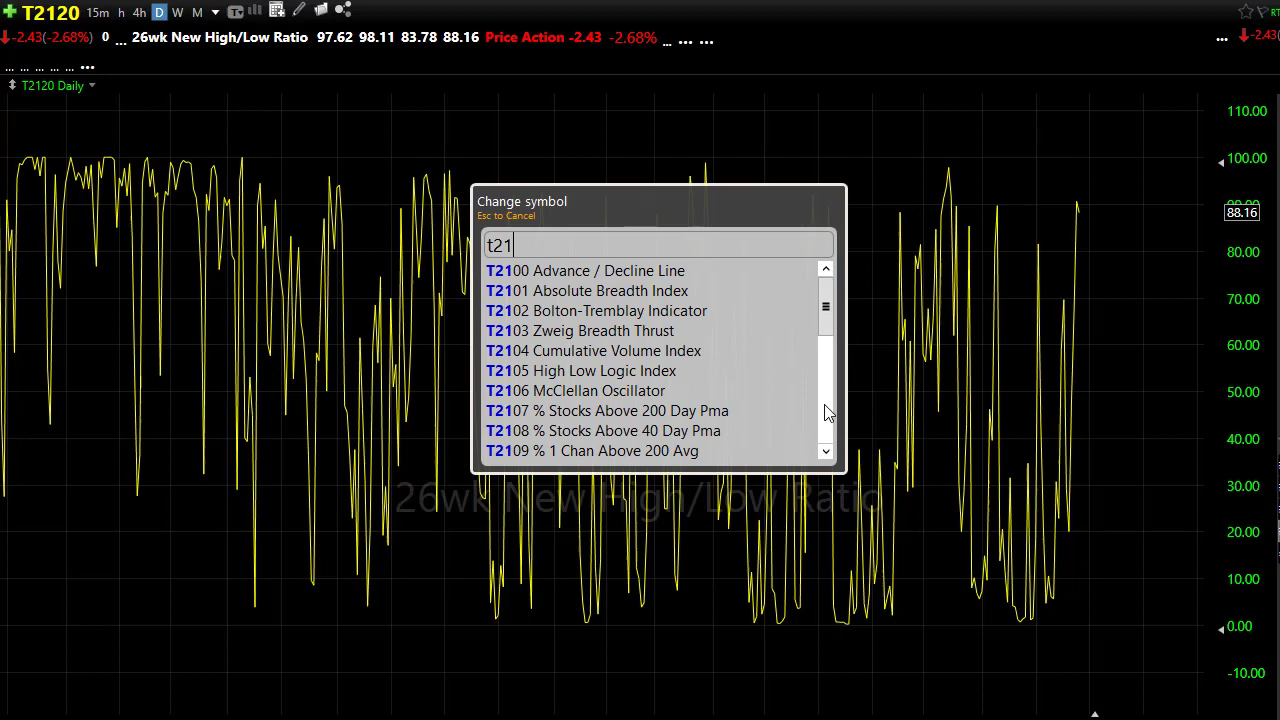 T2120 15m h 4h D W M T RT
-2.43(-2.68%) 0 ... 26wk New High/Low Ratio 97.62 98.11 83.78 88.16 Price Action -2.43 -2.68% ... ... ... ... -2.43
... ... ... ... ... ...
T2120 Daily
110.00
100.00
90.00
88.16
80.00
70.00
60.00
50.00
40.00
30.00
20.00
10.00
0.00
-10.00
Change symbol
Esc to Cancel
t21
T2100 Advance / Decline Line
T2101 Absolute Breadth Index
T2102 Bolton-Tremblay Indicator
T2103 Zweig Breadth Thrust
T2104 Cumulative Volume Index
T2105 High Low Logic Index
T2106 McClellan Oscillator
T2107 % Stocks Above 200 Day Pma
T2108 % Stocks Above 40 Day Pma
T2109 % 1 Chan Above 200 Avg
26wk New High/Low Ratio